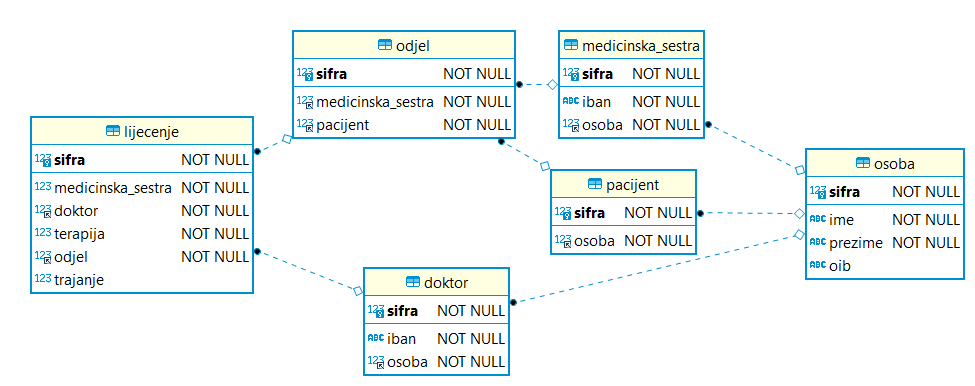 odjel
123 sifra NOT NULL
123 medicinska_sestra NOT NULL
123 pacijent NOT NULL
medicinska_sestra
123 sifra NOT NULL
ABC iban NOT NULL
123 osoba NOT NULL
lijecenje
123 sifra NOT NULL
123 medicinska_sestra NOT NULL
123 doktor NOT NULL
123 terapija NOT NULL
123 odjel NOT NULL
123 trajanje
osoba
123 sifra NOT NULL
ABC ime NOT NULL
ABC prezime NOT NULL
ABC oib
pacijent
123 sifra NOT NULL
123 osoba NOT NULL
doktor
123 sifra NOT NULL
ABC iban NOT NULL
123 osoba NOT NULL